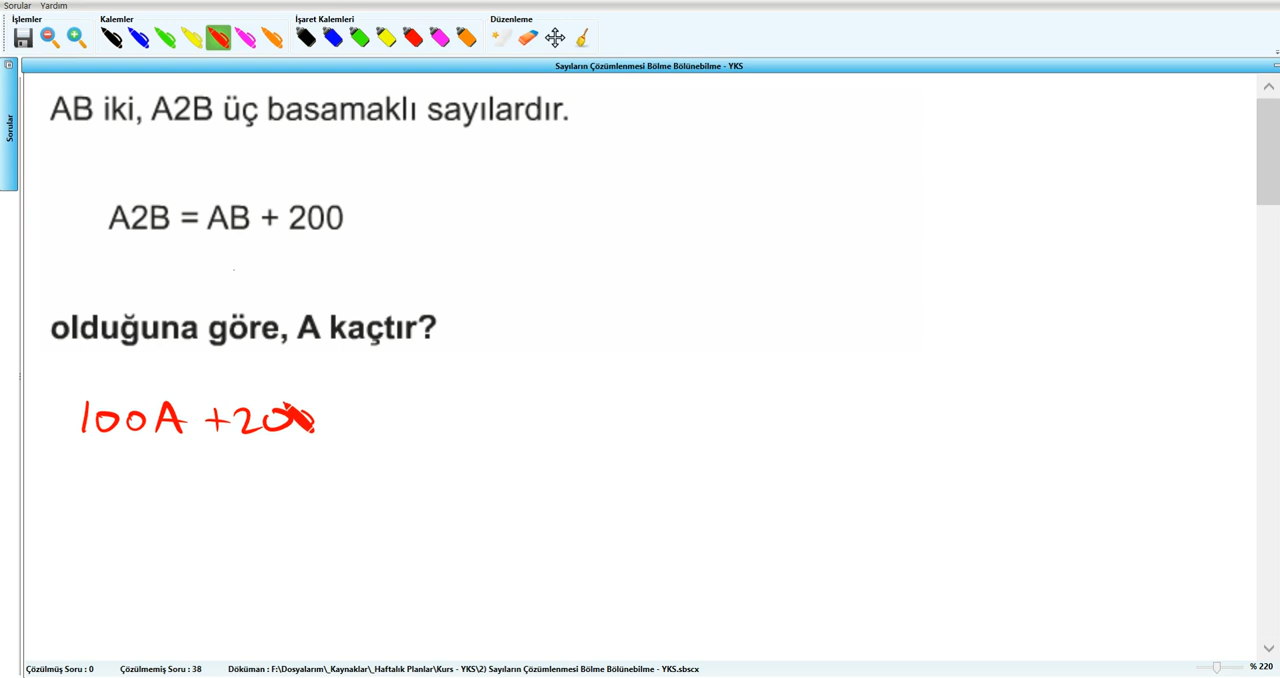 Sorular Yardım
İşlemler Kalemler İşaret Kalemleri Düzenleme
Sayıların Çözümlenmesi Bölme Bölünebilme - YKS
Sorular
AB iki, A2B üç basamaklı sayılardır.
A2B = AB + 200
olduğuna göre, A kaçtır?
100A +20
Çözülmüş Soru : 0 Çözülmemiş Soru : 38 Döküman : F:\Dosyalarım\_Kaynaklar\_Haftalık Planlar\Kurs - YKS\2) Sayıların Çözümlenmesi Bölme Bölünebilme - YKS.sbscx % 220